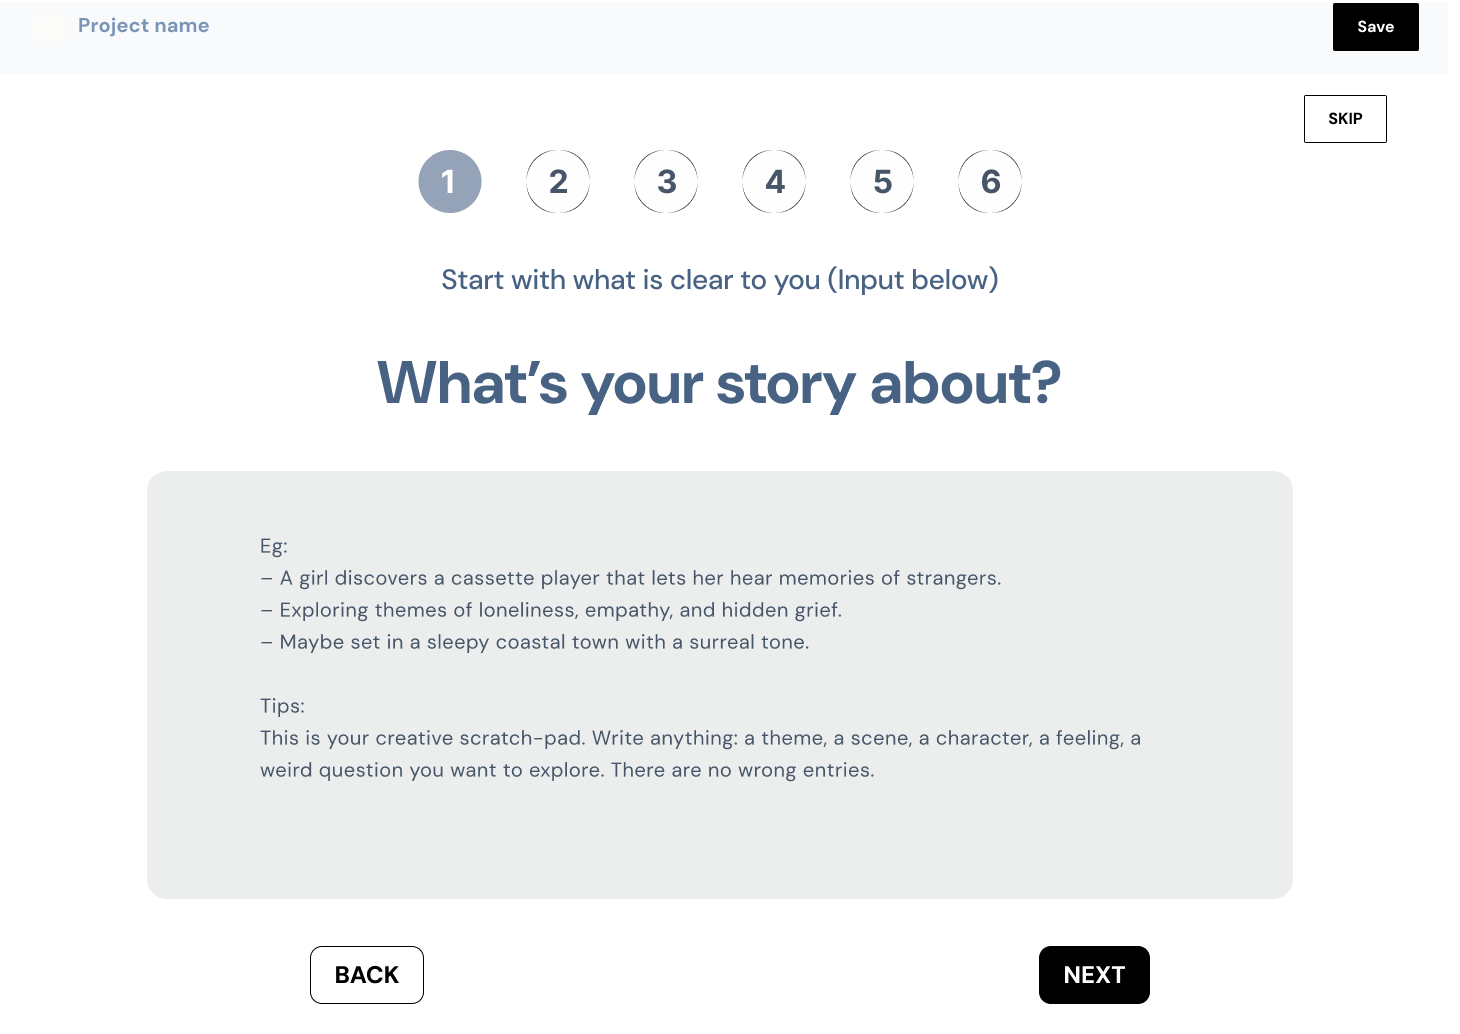 Project name
Save
SKIP
1 2 3 4 5 6
Start with what is clear to you (Input below)
What’s your story about?
Eg:
– A girl discovers a cassette player that lets her hear memories of strangers.
– Exploring themes of loneliness, empathy, and hidden grief.
– Maybe set in a sleepy coastal town with a surreal tone.
Tips:
This is your creative scratch-pad. Write anything: a theme, a scene, a character, a feeling, a
weird question you want to explore. There are no wrong entries.
BACK
NEXT